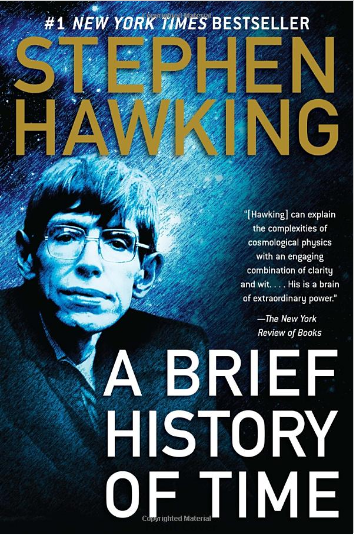 #1 NEW YORK TIMES BESTSELLER
STEPHEN
HAWKING
"[Hawking] can explain
the complexities of
cosmological physics
with an engaging
combination of clarity
and wit. . . . His is a brain
of extraordinary power."
—The New York
Review of Books
A BRIEF
HISTORY
OF TIME
Copyrighted Material